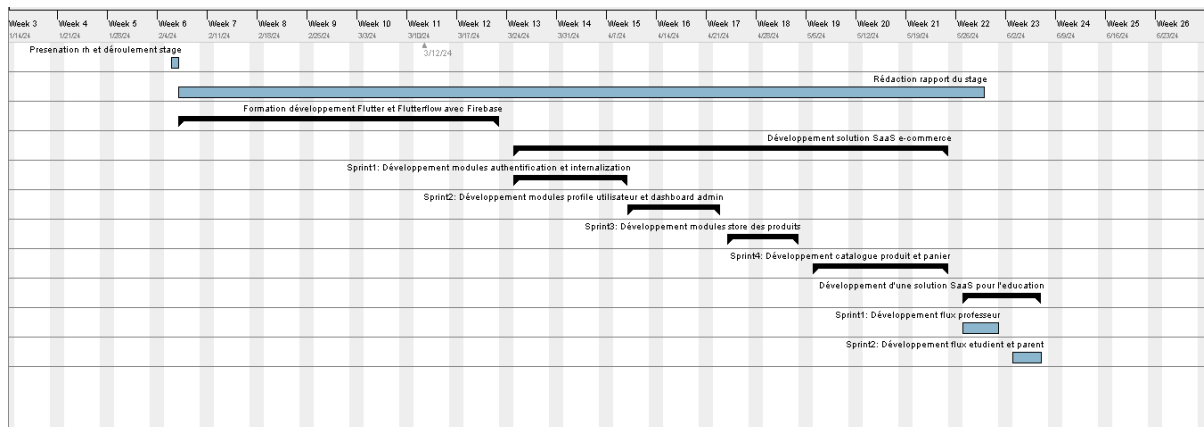 Week 3 Week 4 Week 5 Week 6 Week 7 Week 8 Week 9 Week 10 Week 11 Week 12 Week 13 Week 14 Week 15 Week 16 Week 17 Week 18 Week 19 Week 20 Week 21 Week 22 Week 23 Week 24 Week 25 Week 26
1/14/24 1/21/24 1/28/24 2/4/24 2/11/24 2/18/24 2/25/24 3/3/24 3/10/24 3/17/24 3/24/24 3/31/24 4/7/24 4/14/24 4/21/24 4/28/24 5/5/24 5/12/24 5/19/24 5/26/24 6/2/24 6/9/24 6/16/24 6/23/24
Presenation rh et déroulement stage
3/12/24
Rédaction rapport du stage
Formation développement Flutter et Flutterflow avec Firebase
Développement solution SaaS e-commerce
Sprint1: Développement modules authentification et internalization
Sprint2: Développement modules profile utilisateur et dashboard admin
Sprint3: Développement modules store des produits
Sprint4: Développement catalogue produit et panier
Développement d'une solution SaaS pour l'education
Sprint1: Développement flux professeur
Sprint2: Développement flux etudient et parent